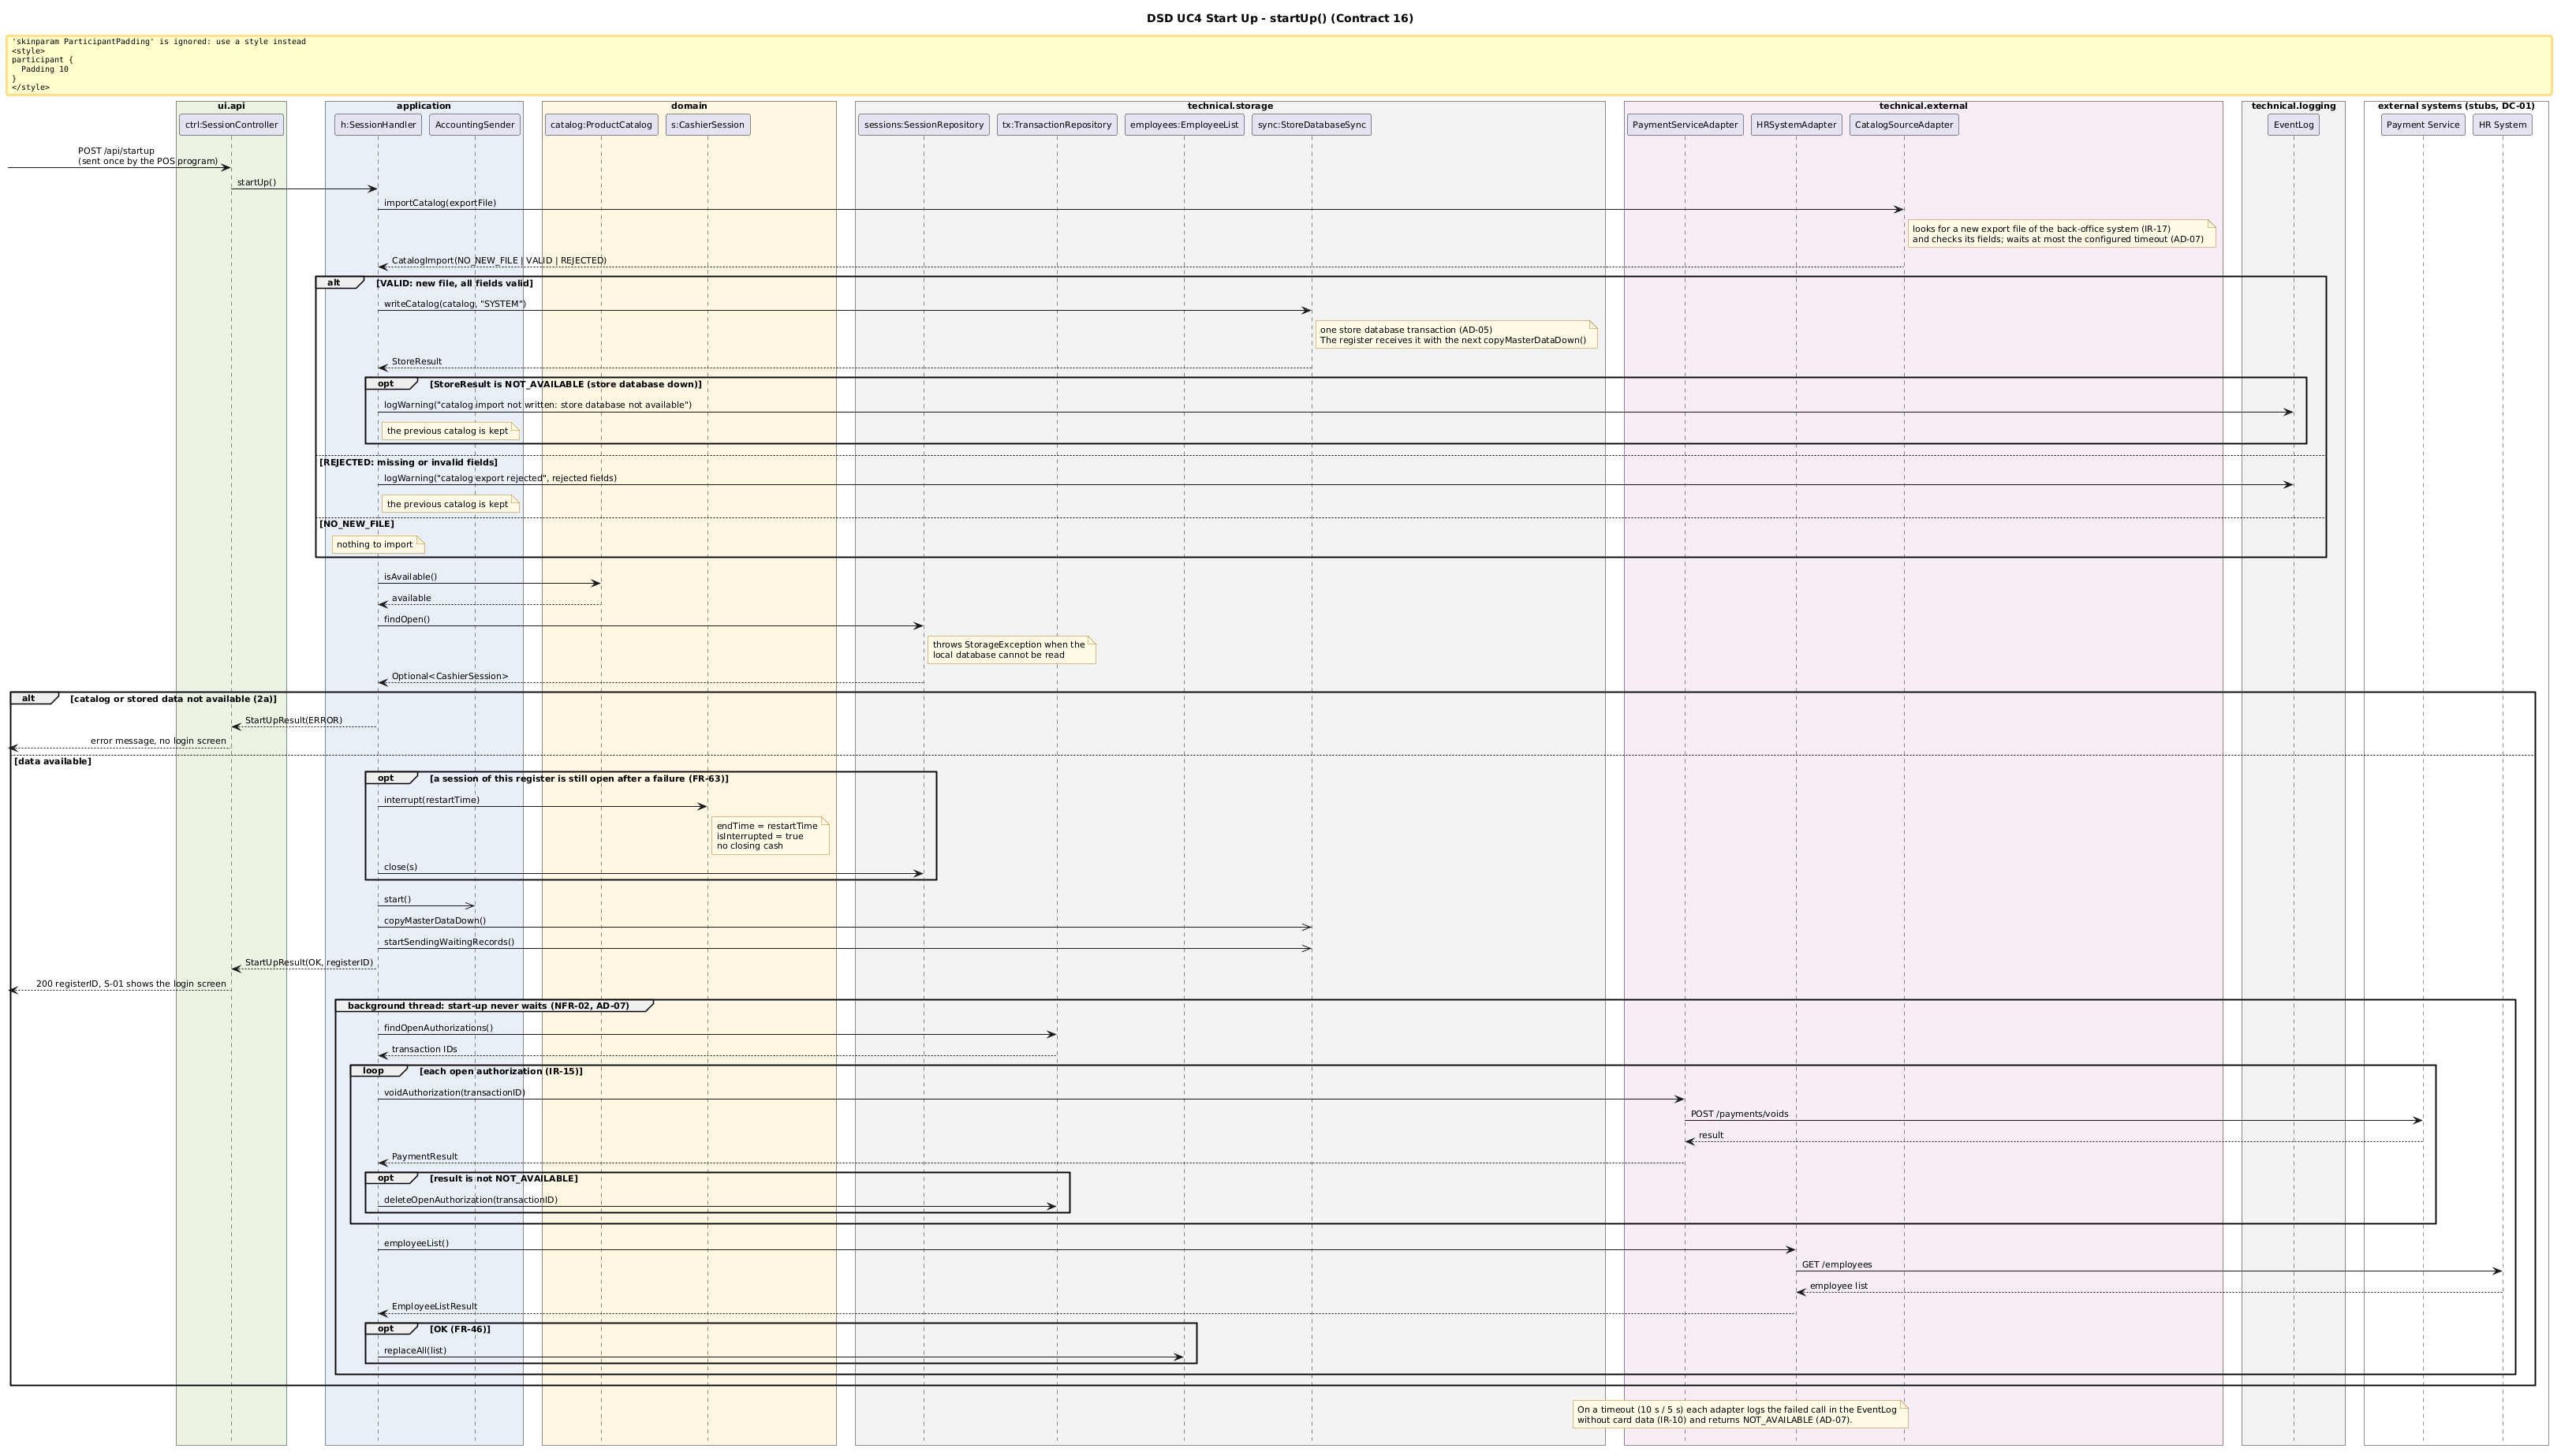 DSD UC4 Start Up - startUp() (Contract 16)
'skinparam ParticipantPadding' is ignored: use a style instead
<style>
participant {
  Padding 10
}
</style>
ui.api
application
domain
technical.storage
technical.external
technical.logging
external systems (stubs, DC-01)
ctrl:SessionController
h:SessionHandler
AccountingSender
catalog:ProductCatalog
s:CashierSession
sessions:SessionRepository
tx:TransactionRepository
employees:EmployeeList
sync:StoreDatabaseSync
PaymentServiceAdapter
HRSystemAdapter
CatalogSourceAdapter
EventLog
Payment Service
HR System
POST /api/startup
(sent once by the POS program)
startUp()
importCatalog(exportFile)
looks for a new export file of the back-office system (IR-17)
and checks its fields; waits at most the configured timeout (AD-07)
CatalogImport(NO_NEW_FILE | VALID | REJECTED)
alt
[VALID: new file, all fields valid]
writeCatalog(catalog, "SYSTEM")
one store database transaction (AD-05)
The register receives it with the next copyMasterDataDown()
StoreResult
opt
[StoreResult is NOT_AVAILABLE (store database down)]
logWarning("catalog import not written: store database not available")
the previous catalog is kept
[REJECTED: missing or invalid fields]
logWarning("catalog export rejected", rejected fields)
the previous catalog is kept
[NO_NEW_FILE]
nothing to import
isAvailable()
available
findOpen()
throws StorageException when the
local database cannot be read
Optional<CashierSession>
alt
[catalog or stored data not available (2a)]
StartUpResult(ERROR)
error message, no login screen
[data available]
opt
[a session of this register is still open after a failure (FR-63)]
interrupt(restartTime)
endTime = restartTime
isInterrupted = true
no closing cash
close(s)
start()
copyMasterDataDown()
startSendingWaitingRecords()
StartUpResult(OK, registerID)
200 registerID, S-01 shows the login screen
background thread: start-up never waits (NFR-02, AD-07)
findOpenAuthorizations()
transaction IDs
loop
[each open authorization (IR-15)]
voidAuthorization(transactionID)
POST /payments/voids
result
PaymentResult
opt
[result is not NOT_AVAILABLE]
deleteOpenAuthorization(transactionID)
employeeList()
GET /employees
employee list
EmployeeListResult
opt
[OK (FR-46)]
replaceAll(list)
On a timeout (10 s / 5 s) each adapter logs the failed call in the EventLog
without card data (IR-10) and returns NOT_AVAILABLE (AD-07).